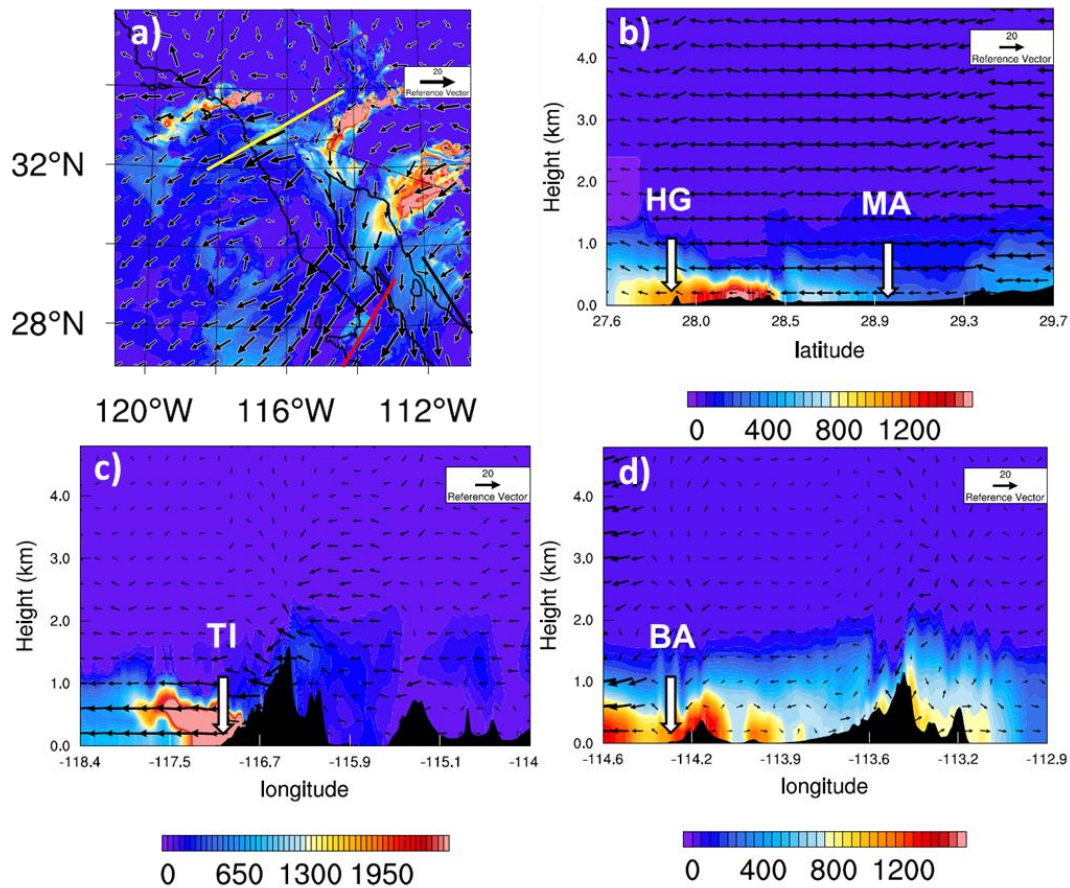 a)
20
Reference Vector
32°N
28°N
120°W 116°W 112°W
b)
20
Reference Vector
Height (km)
4.0
3.0
2.0
1.0
0.0
HG
MA
27.6 28.0 28.5 28.9 29.3 29.7
latitude
0 400 800 1200
c)
20
Reference Vector
Height (km)
4.0
3.0
2.0
1.0
0.0
TI
-118.4 -117.5 -116.7 -115.9 -115.1 -114
longitude
0 650 1300 1950
d)
20
Reference Vector
Height (km)
4.0
3.0
2.0
1.0
0.0
BA
-114.6 -114.2 -113.9 -113.6 -113.2 -112.9
longitude
0 400 800 1200